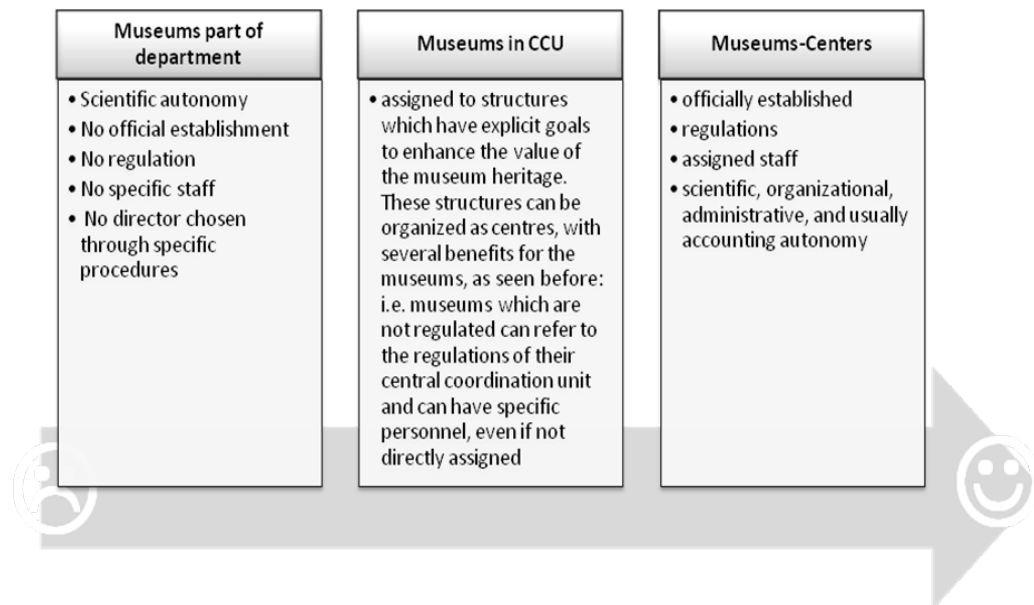 Museums part of
department
• Scientific autonomy
• No official establishment
• No regulation
• No specific staff
• No director chosen
through specific
procedures
Museums in CCU
• assigned to structures
which have explicit goals
to enhance the value of
the museum heritage.
These structures can be
organized as centres, with
several benefits for the
museums, as seen before:
i.e. museums which are
not regulated can refer to
the regulations of their
central coordination unit
and can have specific
personnel, even if not
directly assigned
Museums-Centers
• officially established
• regulations
• assigned staff
• scientific, organizational,
administrative, and usually
accounting autonomy